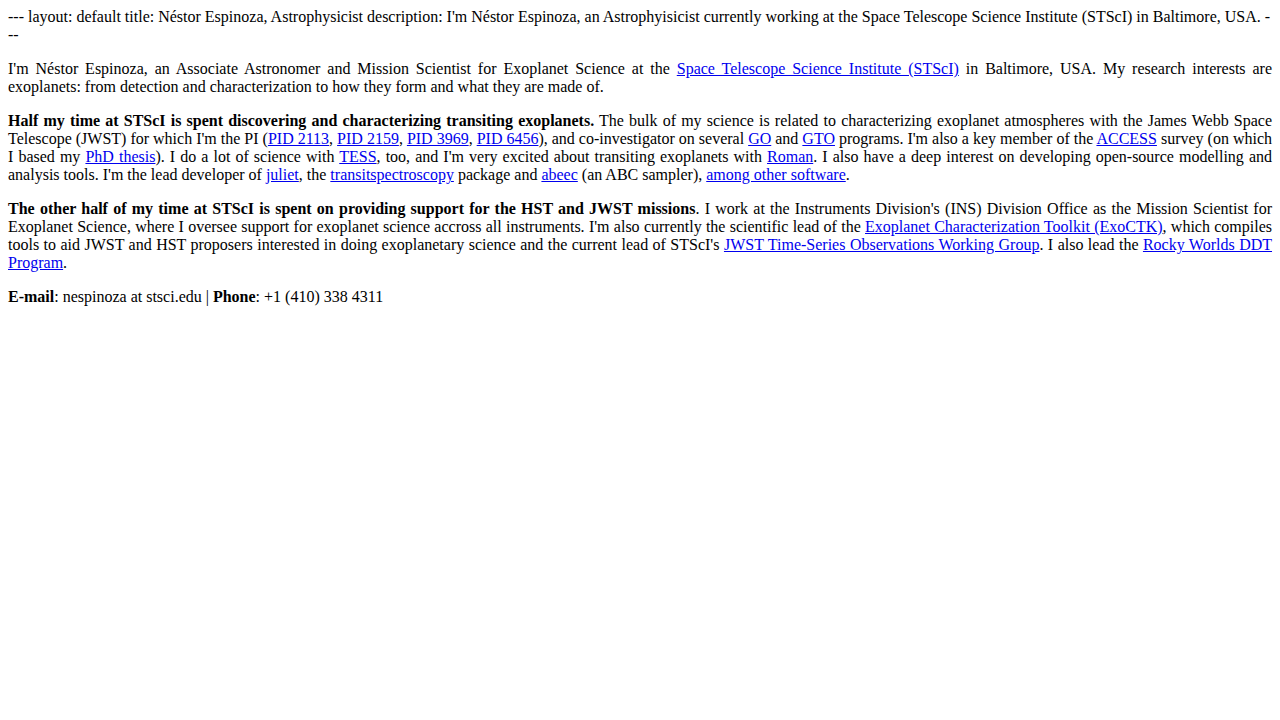 --- layout: default title: Néstor Espinoza, Astrophysicist description: I'm Néstor Espinoza, an Astrophyisicist currently working at the Space Telescope Science Institute (STScI) in Baltimore, USA. -
--
I'm Néstor Espinoza, an Associate Astronomer and Mission Scientist for Exoplanet Science at the Space Telescope Science Institute (STScI) in Baltimore, USA. My research interests are
exoplanets: from detection and characterization to how they form and what they are made of.
Half my time at STScI is spent discovering and characterizing transiting exoplanets. The bulk of my science is related to characterizing exoplanet atmospheres with the James Webb Space
Telescope (JWST) for which I'm the PI (PID 2113, PID 2159, PID 3969, PID 6456), and co-investigator on several GO and GTO programs. I'm also a key member of the ACCESS survey (on which
I based my PhD thesis). I do a lot of science with TESS, too, and I'm very excited about transiting exoplanets with Roman. I also have a deep interest on developing open-source modelling and
analysis tools. I'm the lead developer of juliet, the transitspectroscopy package and abeec (an ABC sampler), among other software.
The other half of my time at STScI is spent on providing support for the HST and JWST missions. I work at the Instruments Division's (INS) Division Office as the Mission Scientist for
Exoplanet Science, where I oversee support for exoplanet science accross all instruments. I'm also currently the scientific lead of the Exoplanet Characterization Toolkit (ExoCTK), which compiles
tools to aid JWST and HST proposers interested in doing exoplanetary science and the current lead of STScI's JWST Time-Series Observations Working Group. I also lead the Rocky Worlds DDT
Program.
E-mail: nespinoza at stsci.edu | Phone: +1 (410) 338 4311